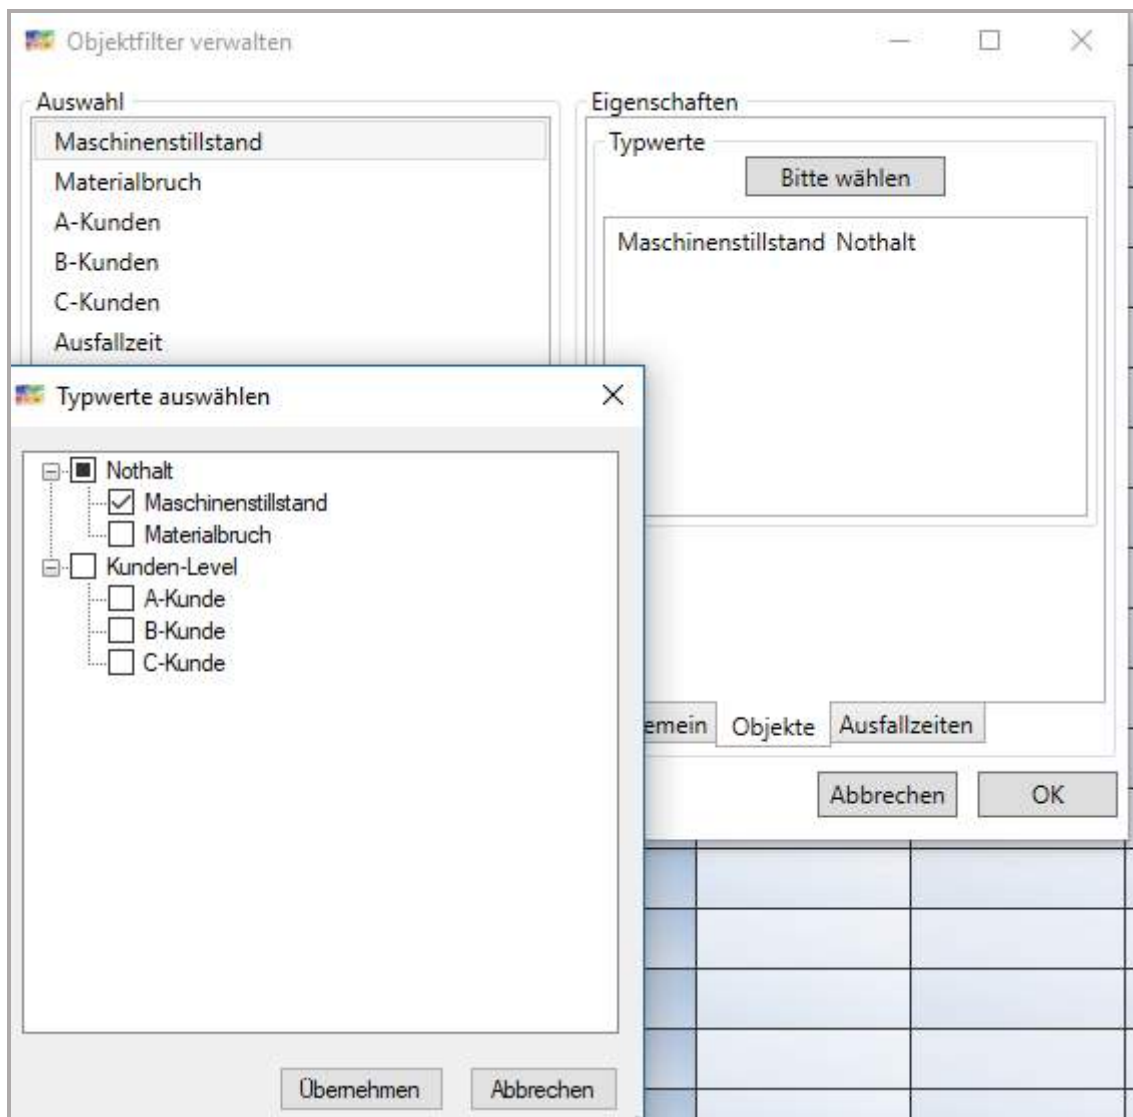 Objektfilter verwalten
Auswahl
Maschinenstillstand
Materialbruch
A-Kunden
B-Kunden
C-Kunden
Ausfallzeit
Eigenschaften
Typwerte
Bitte wählen
Maschinenstillstand Nothalt
emein
Objekte
Ausfallzeiten
Abbrechen
OK
Typwerte auswählen
Nothalt
Maschinenstillstand
Materialbruch
Kunden-Level
A-Kunde
B-Kunde
C-Kunde
Übernehmen
Abbrechen